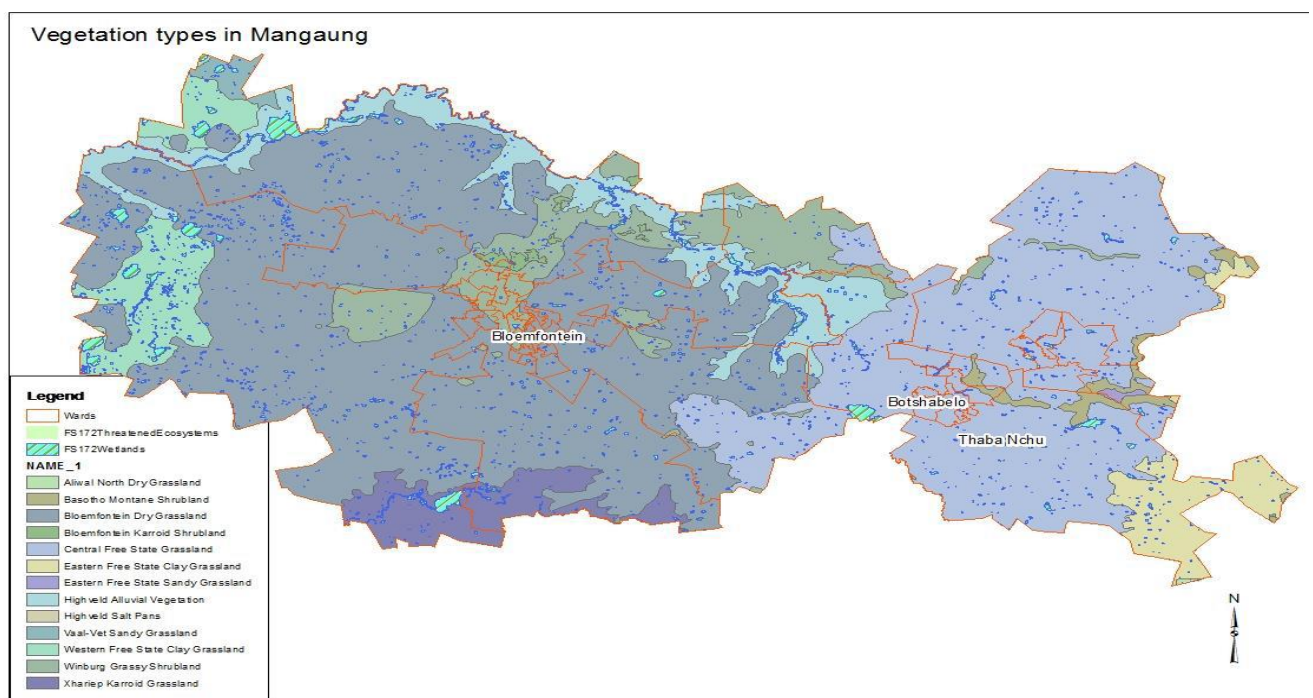 Vegetation types in Mangaung
Bloemfontein
Botshabelo
Thaba Nchu
Legend
Wards
FS172ThreatenedEcosystems
FS172Wetlands
NAME_1
Aliwal North Dry Grassland
Basotho Montane Shrubland
Bloemfontein Dry Grassland
Bloemfontein Karroid Shrubland
Central Free State Grassland
Eastern Free State Clay Grassland
Eastern Free State Sandy Grassland
Highveld Alluvial Vegetation
Highveld Salt Pans
Vaal-Vet Sandy Grassland
Western Free State Clay Grassland
Winburg Grassy Shrubland
Xhariep Karroid Grassland
N